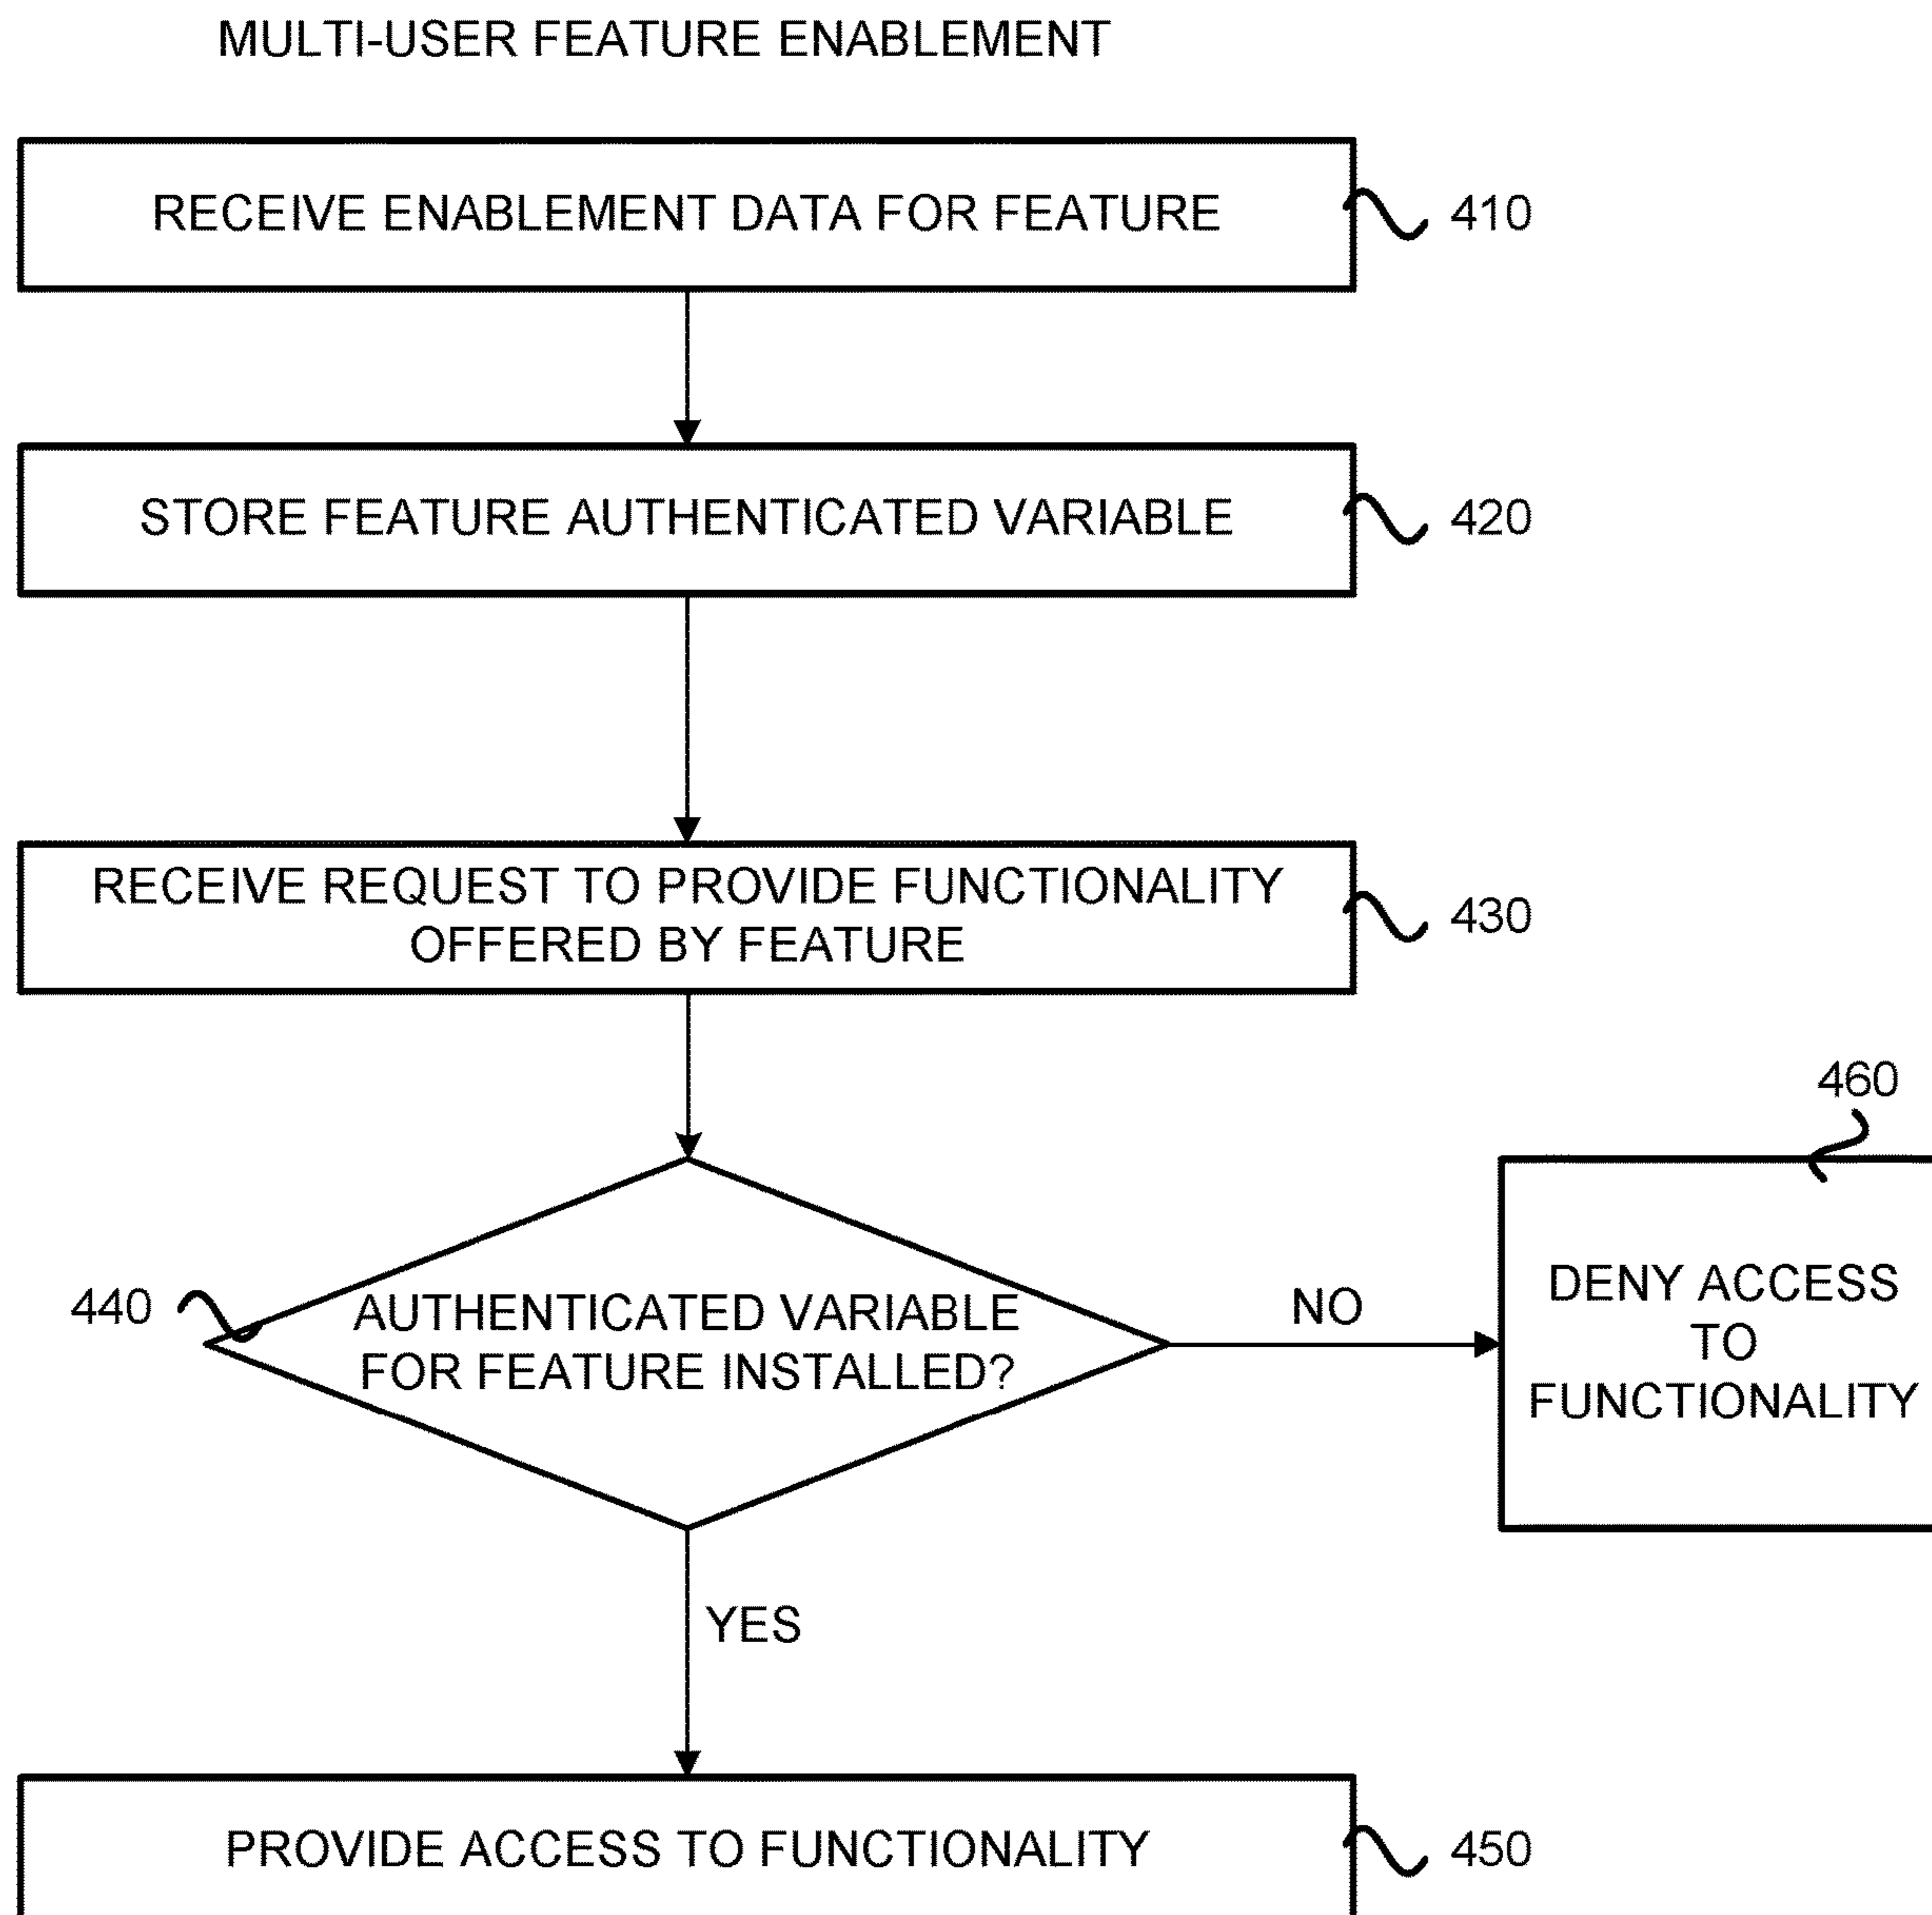 MULTI-USER FEATURE ENABLEMENT
RECEIVE ENABLEMENT DATA FOR FEATURE
410
STORE FEATURE AUTHENTICATED VARIABLE
420
RECEIVE REQUEST TO PROVIDE FUNCTIONALITY
OFFERED BY FEATURE
430
460
440
AUTHENTICATED VARIABLE
FOR FEATURE INSTALLED?
NO
DENY ACCESS
TO
FUNCTIONALITY
YES
PROVIDE ACCESS TO FUNCTIONALITY
450